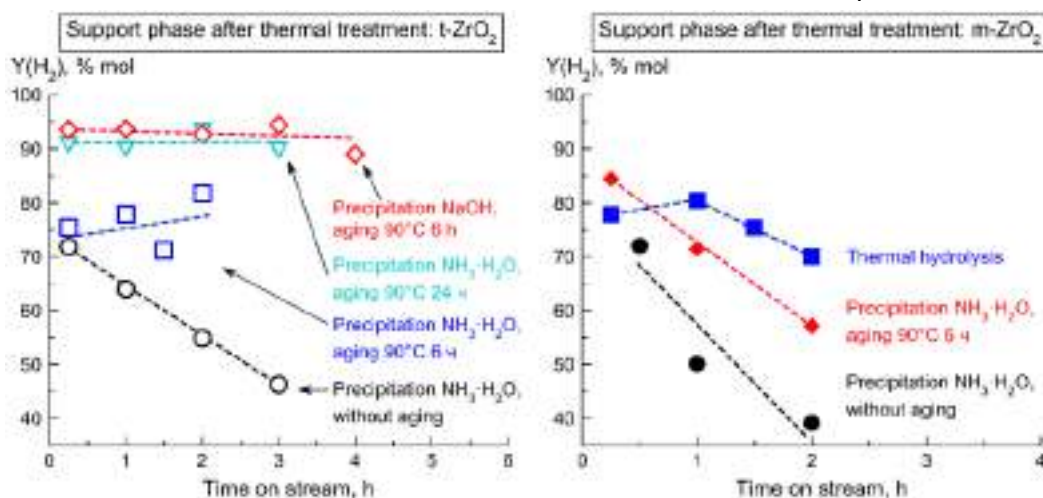 Support phase after thermal treatment: t-ZrO₂
Y(H₂), % mol
100
90
80
70
60
50
40
0 1 2 3 4 5 6
Time on stream, h
Precipitation NaOH,
aging 90°C 6 h
Precipitation NH₃·H₂O,
aging 90°C 24 ч
Precipitation NH₃·H₂O,
aging 90°C 6 ч
Precipitation NH₃·H₂O,
without aging
Support phase after thermal treatment: m-ZrO₂
Y(H₂), % mol
100
90
80
70
60
50
40
0 1 2 3 4
Time on stream, h
Thermal hydrolysis
Precipitation NH₃·H₂O,
aging 90°C 6 ч
Precipitation NH₃·H₂O,
without aging